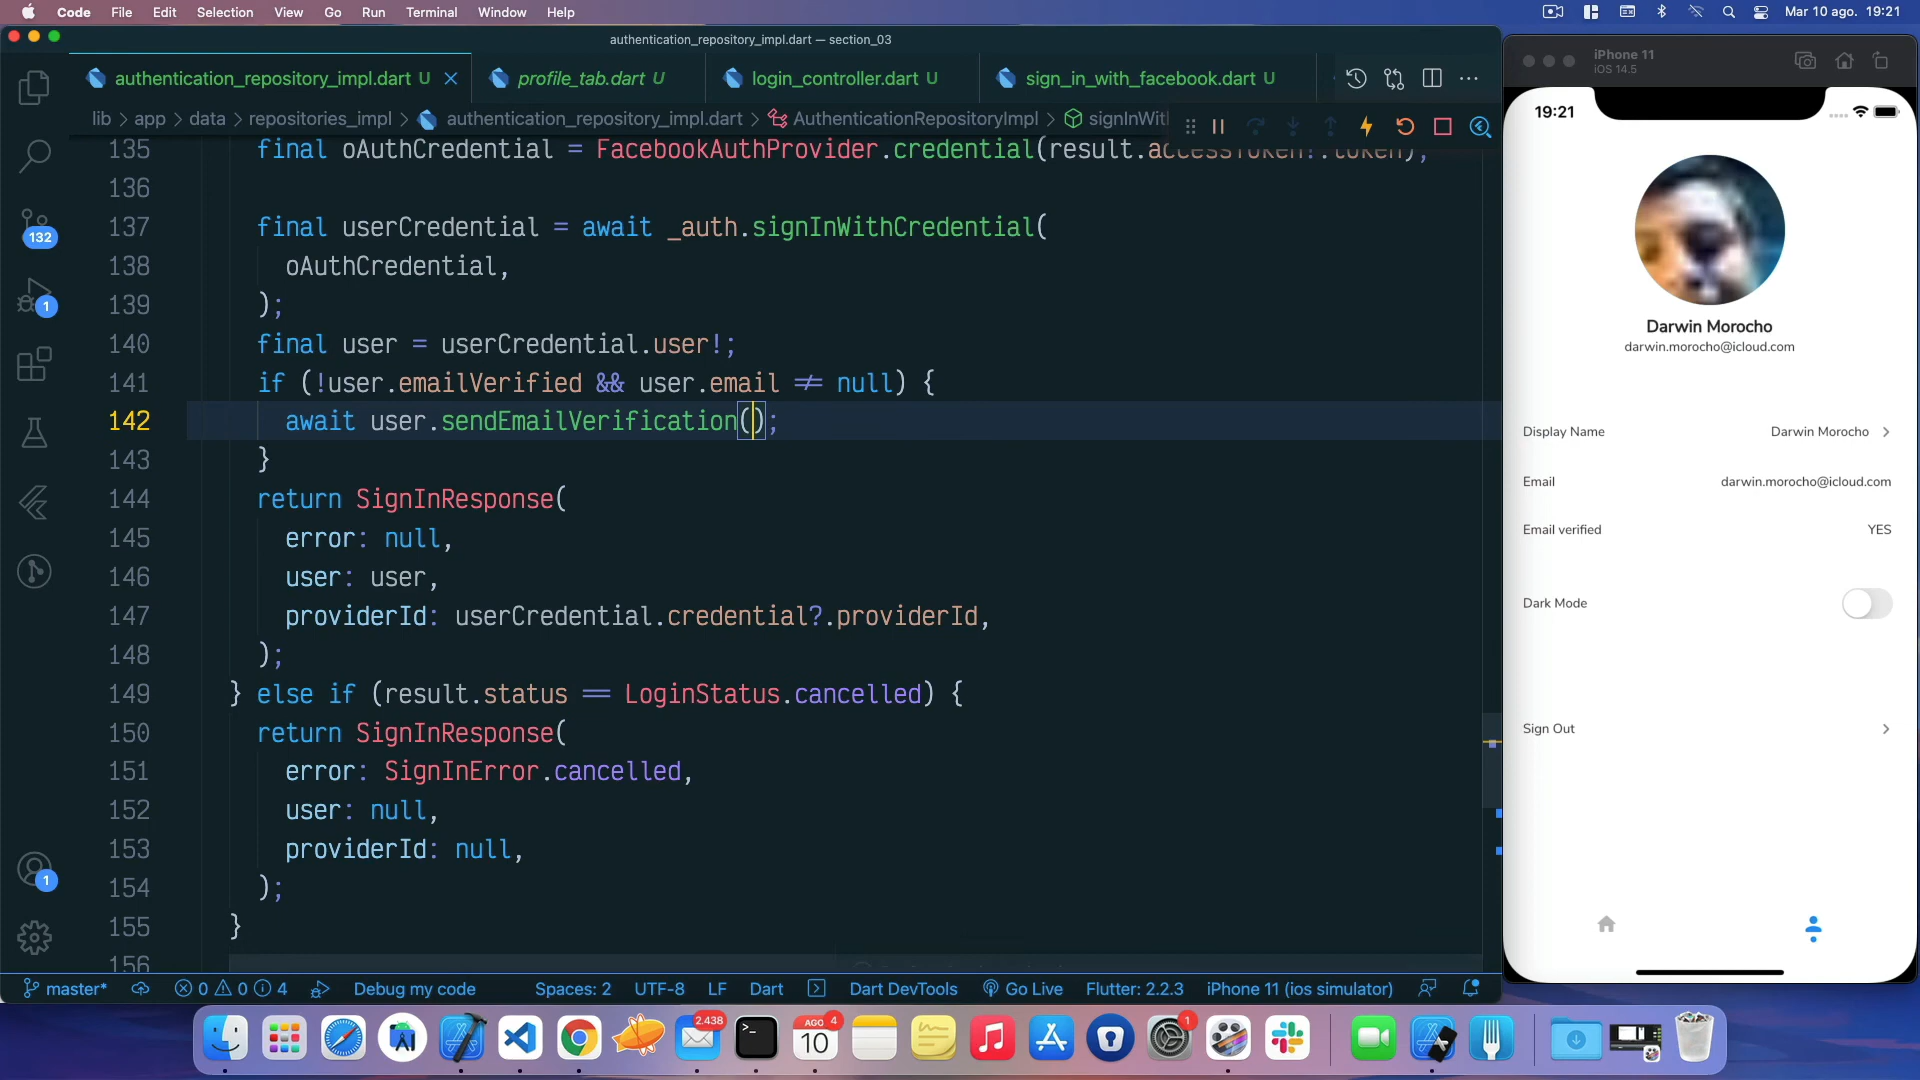 Code File Edit Selection View Go Run Terminal Window Help Mar 10 ago. 19:21
authentication_repository_impl.dart — section_03
authentication_repository_impl.dart U profile_tab.dart U login_controller.dart U sign_in_with_facebook.dart U
lib > app > data > repositories_impl > authentication_repository_impl.dart > AuthenticationRepositoryImpl > signInWit
135 final oAuthCredential = FacebookAuthProvider.credential(result.accessToken!.token);
136
137 final userCredential = await _auth.signInWithCredential(
138 oAuthCredential,
139 );
140 final user = userCredential.user!;
141 if (!user.emailVerified && user.email ≠ null) {
142 await user.sendEmailVerification();
143 }
144 return SignInResponse(
145 error: null,
146 user: user,
147 providerId: userCredential.credential?.providerId,
148 );
149 } else if (result.status == LoginStatus.cancelled) {
150 return SignInResponse(
151 error: SignInError.cancelled,
152 user: null,
153 providerId: null,
154 );
155 }
156
132
1
1
master* 0 0 4 Debug my code Spaces: 2 UTF-8 LF Dart Dart DevTools Go Live Flutter: 2.2.3 iPhone 11 (ios simulator)
iPhone 11
iOS 14.5
19:21
Darwin Morocho
darwin.morocho@icloud.com
Display Name Darwin Morocho
Email darwin.morocho@icloud.com
Email verified YES
Dark Mode
Sign Out
2.438
AGO 4
10
1